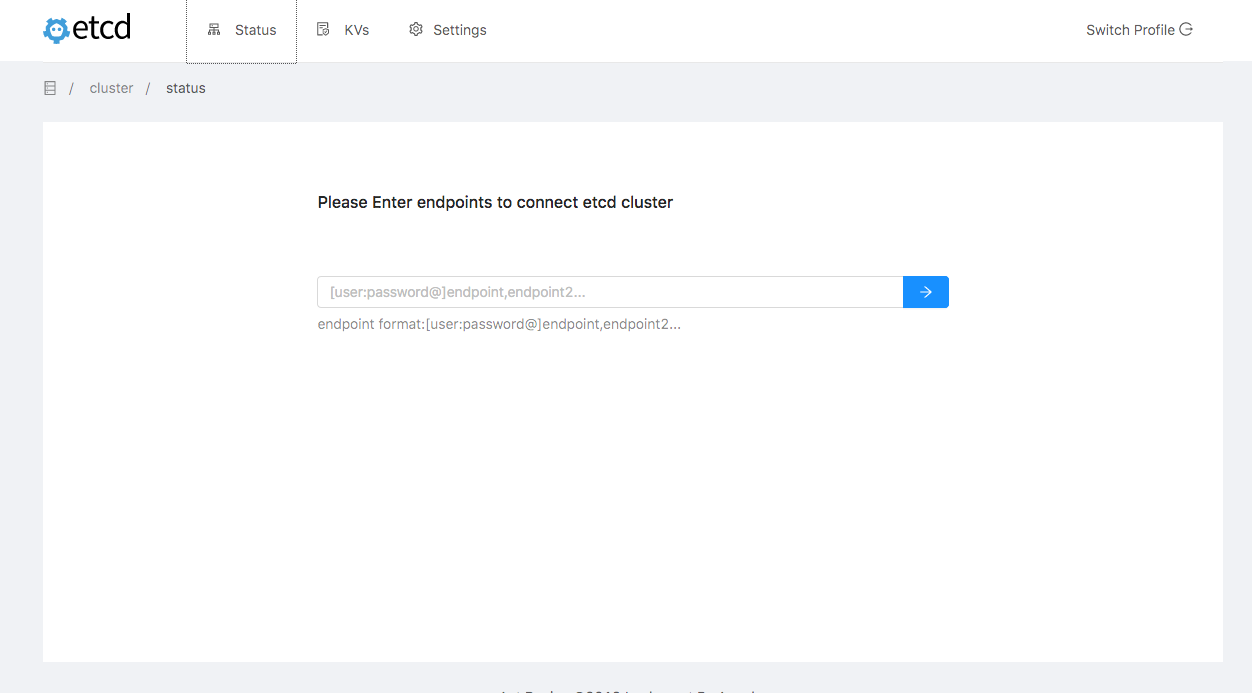 etcd
Status
KVs
Settings
Switch Profile
/ cluster / status
Please Enter endpoints to connect etcd cluster
[user:password@]endpoint,endpoint2...
endpoint format:[user:password@]endpoint,endpoint2...